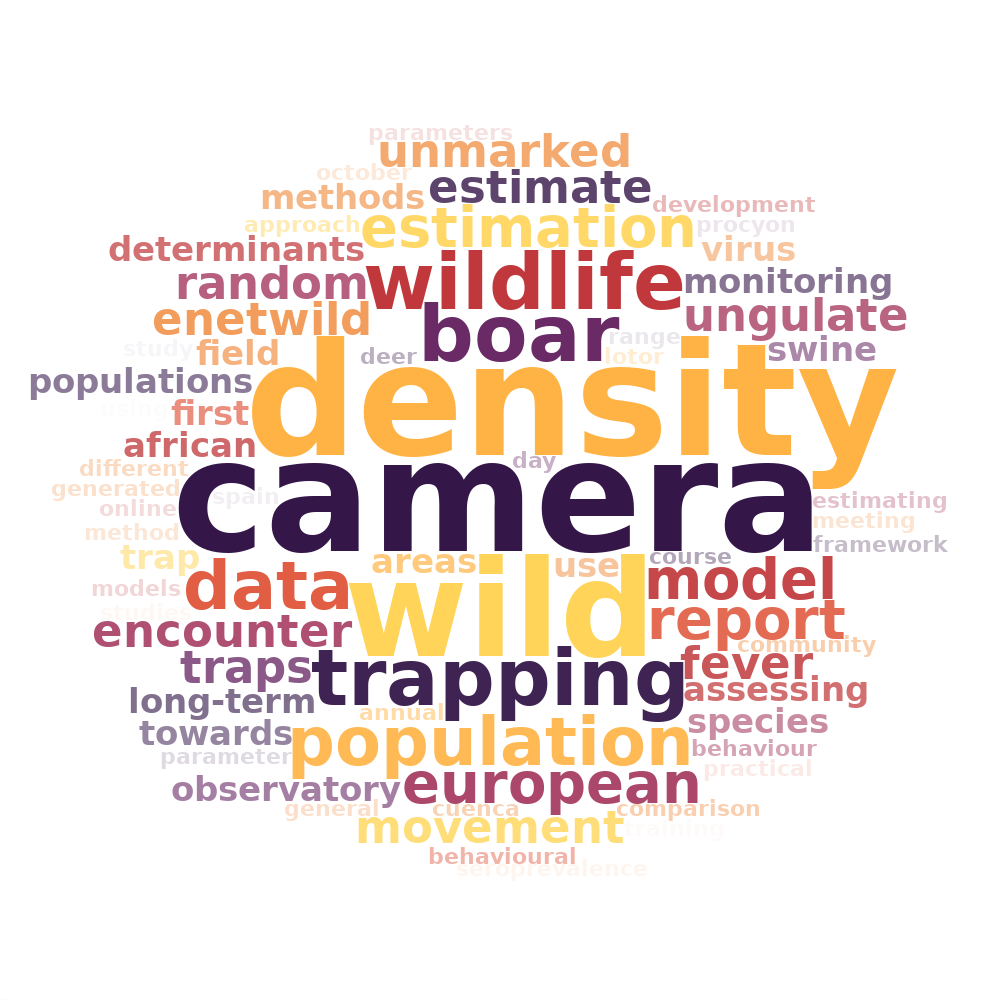 parameters
unmarked
october
estimate
methods
development
approach
estimation
procyon
determinants
virus
random
wildlife
monitoring
enetwild
boar
ungulate
range
study
field
deer
lotor
swine
populations
density
using
first
african
day
different
camera
generated
spain
estimating
online
meeting
method
framework
trap
areas
use
course
models
data
wild
model
studies
report
encounter
community
traps
trapping
fever
long-term
assessing
annual
species
towards
population
behaviour
parameter
practical
observatory
european
general
cuenca
comparison
movement
training
behavioural
seroprevalence